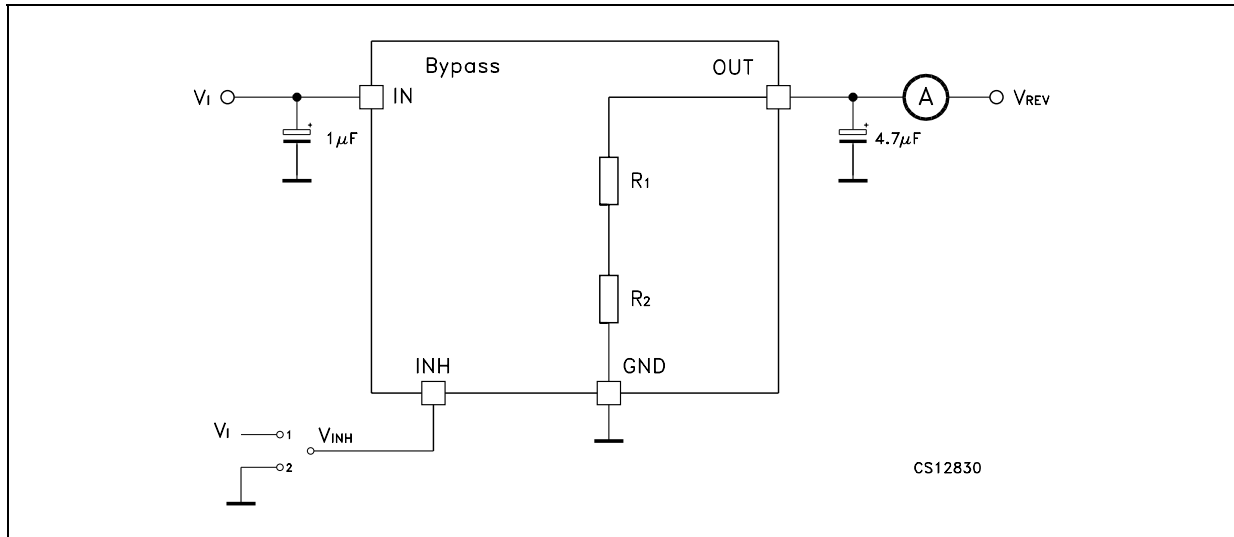 Bypass
OUT
VI
IN
A
VREV
+
1μF
+
4.7μF
R1
R2
INH
GND
VI
1
VINH
2
CS12830